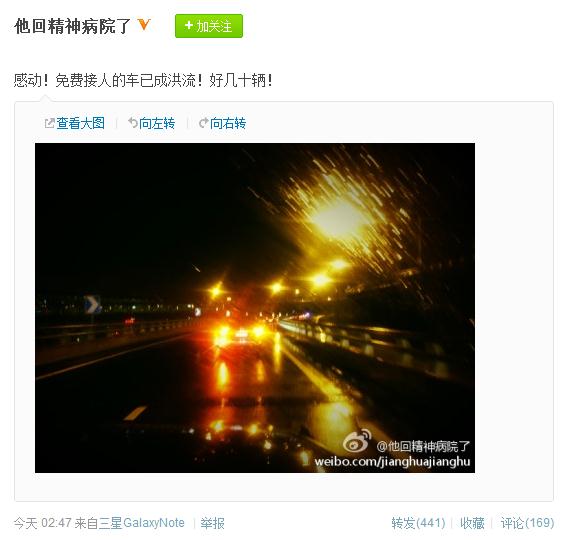 他回精神病院了
+ 加关注
感动！免费接人的车已成洪流！好几十辆！
查看大图 | 向左转 | 向右转
@他回精神病院了
weibo.com/jianghuajianghu
今天 02:47 来自三星GalaxyNote | 举报
转发(441) | 收藏 | 评论(169)